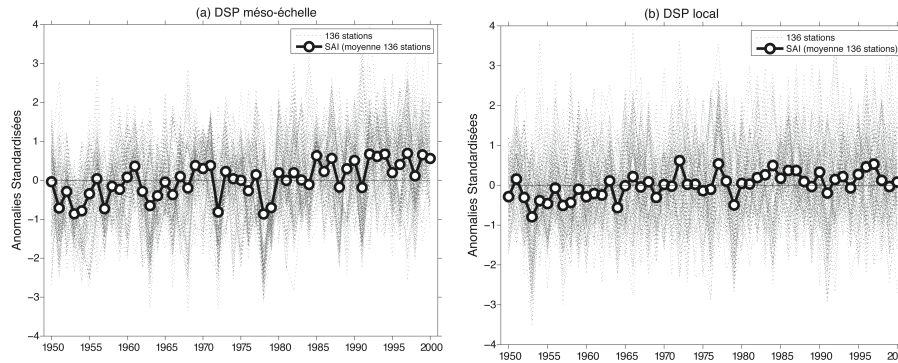 (a) DSP méso-échelle
136 stations
SAI (moyenne 136 stations
Anomalies Standardisées
4
3
2
1
0
−1
−2
−3
−4
1950 1955 1960 1965 1970 1975 1980 1985 1990 1995 2000
(b) DSP local
136 stations
SAI (moyenne 136 stations)
Anomalies Standardisées
4
3
2
1
0
−1
−2
−3
−4
1950 1955 1960 1965 1970 1975 1980 1985 1990 1995